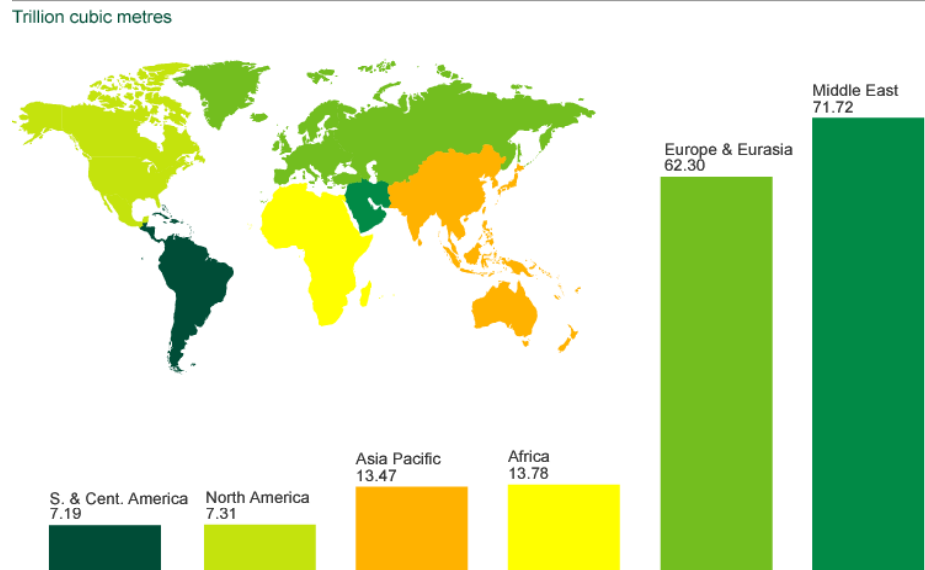 Trillion cubic metres
Middle East
71.72
Europe & Eurasia
62.30
Africa
13.78
Asia Pacific
13.47
North America
7.31
S. & Cent. America
7.19